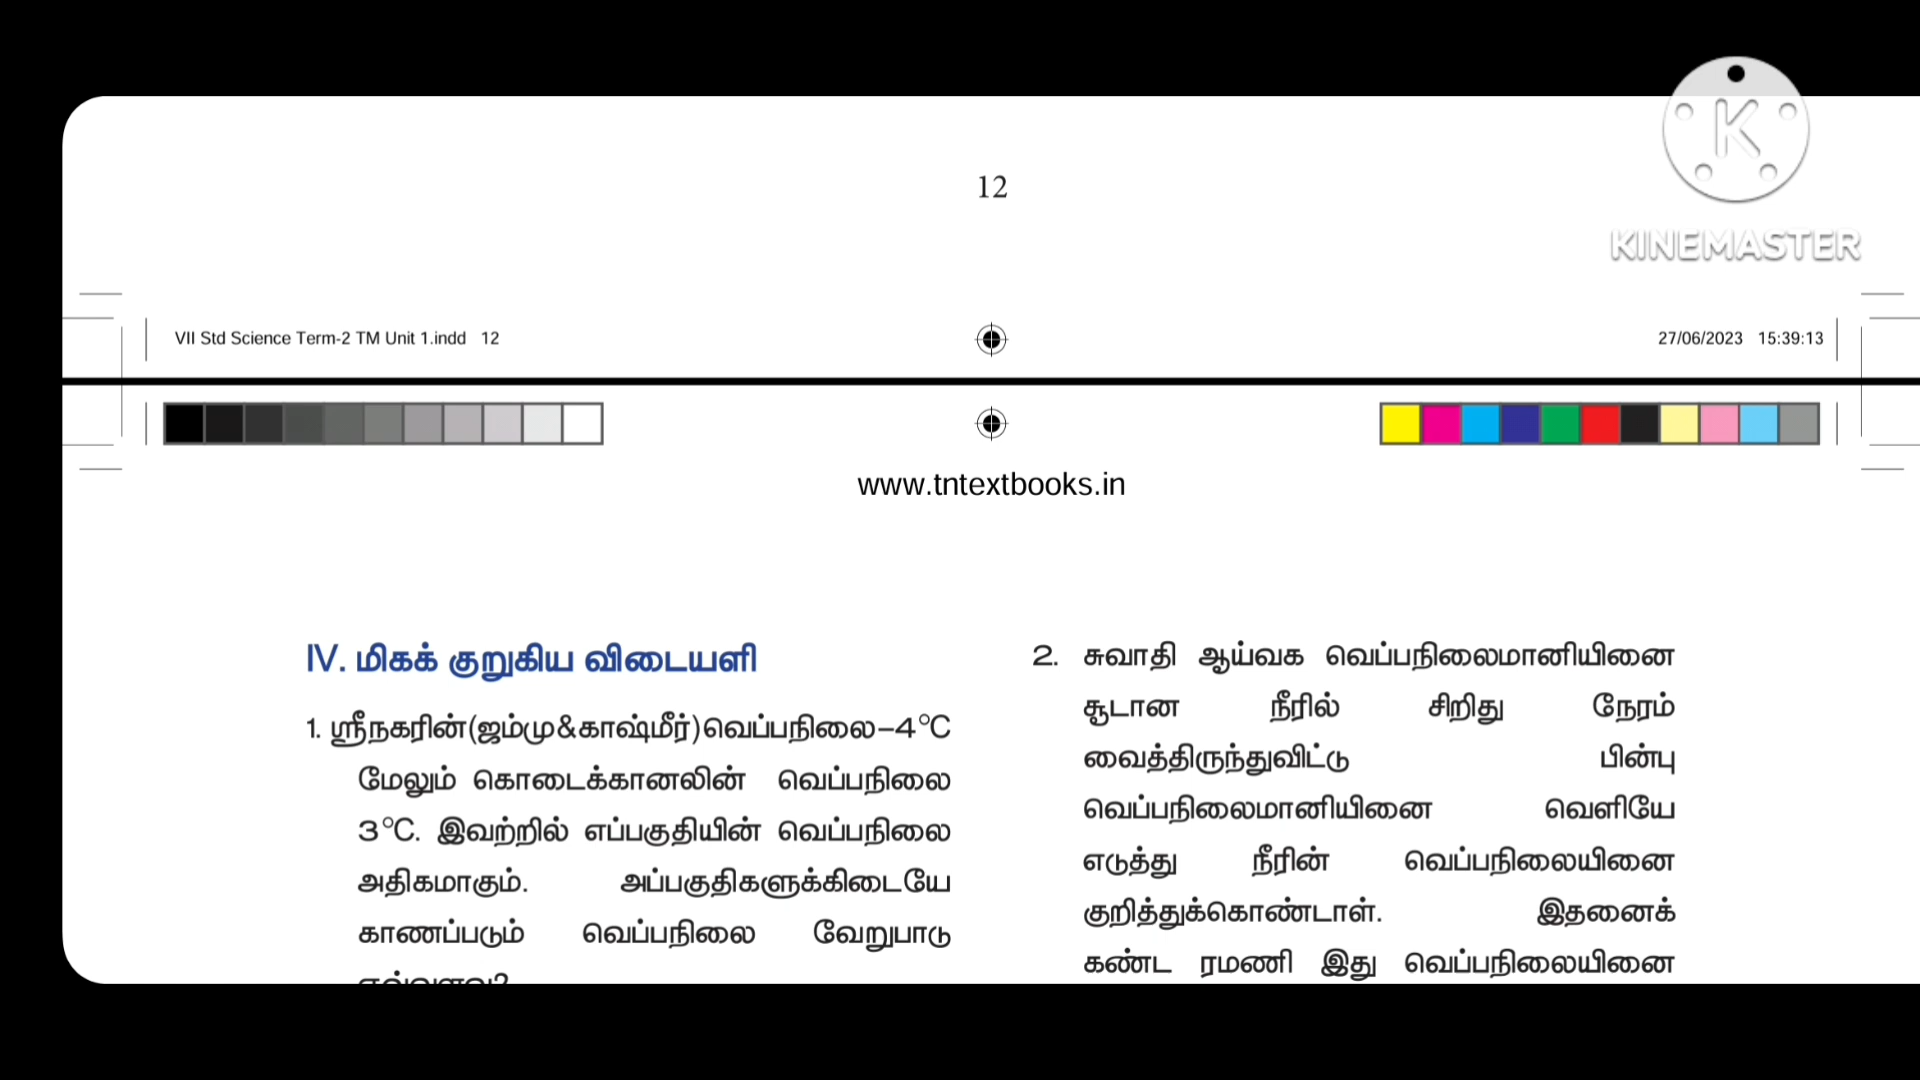 12
KINEMASTER
VII Std Science Term-2 TM Unit 1.indd 12
27/06/2023 15:39:13
www.tntextbooks.in
IV. மிகக் குறுகிய விடையளி
1. ஸ்ரீநகரின்(ஜம்மு&காஷ்மீர்)வெப்பநிலை–4°C
மேலும் கொடைக்கானலின் வெப்பநிலை
3°C. இவற்றில் எப்பகுதியின் வெப்பநிலை
அதிகமாகும். அப்பகுதிகளுக்கிடையே
காணப்படும் வெப்பநிலை வேறுபாடு
2. சுவாதி ஆய்வக வெப்பநிலைமானியினை
சூடான நீரில் சிறிது நேரம்
வைத்திருந்துவிட்டு பின்பு
வெப்பநிலைமானியினை வெளியே
எடுத்து நீரின் வெப்பநிலையினை
குறித்துக்கொண்டாள். இதனைக்
கண்ட ரமணி இது வெப்பநிலையினை